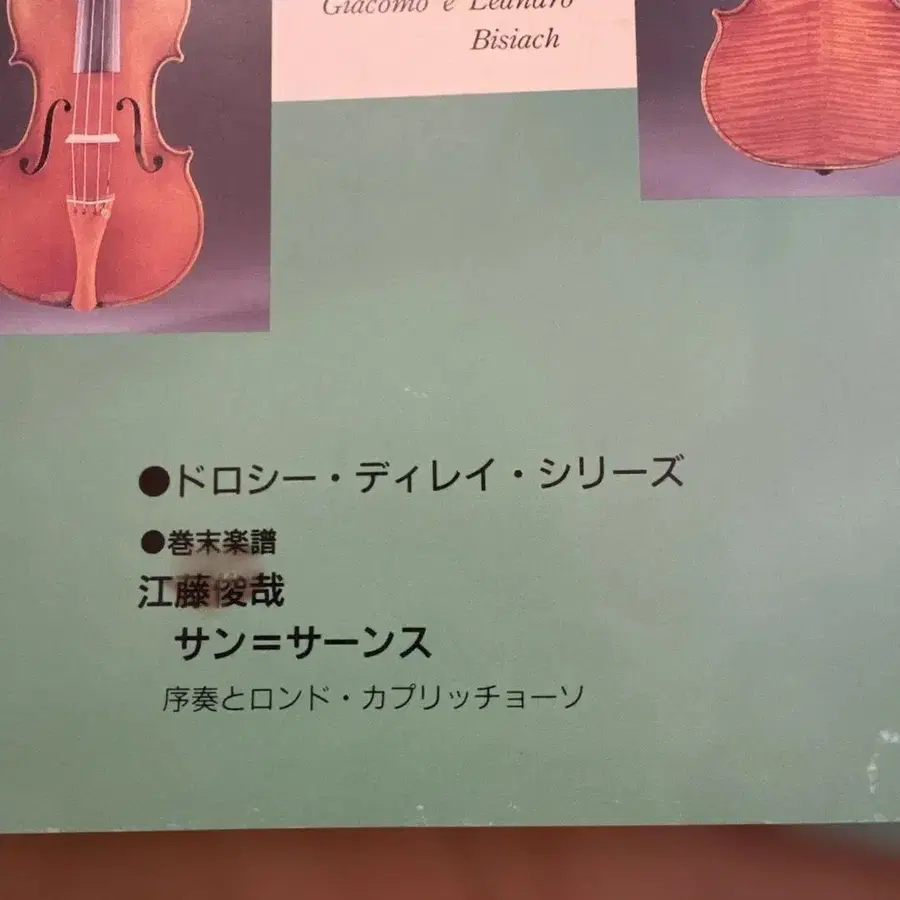 Giacomo e Leandro
Bisiach
●ドロシー・ディレイ・シリーズ
●巻末楽譜
江藤俊哉
サン=サーンス
序奏とロンド・カプリッチョーソ